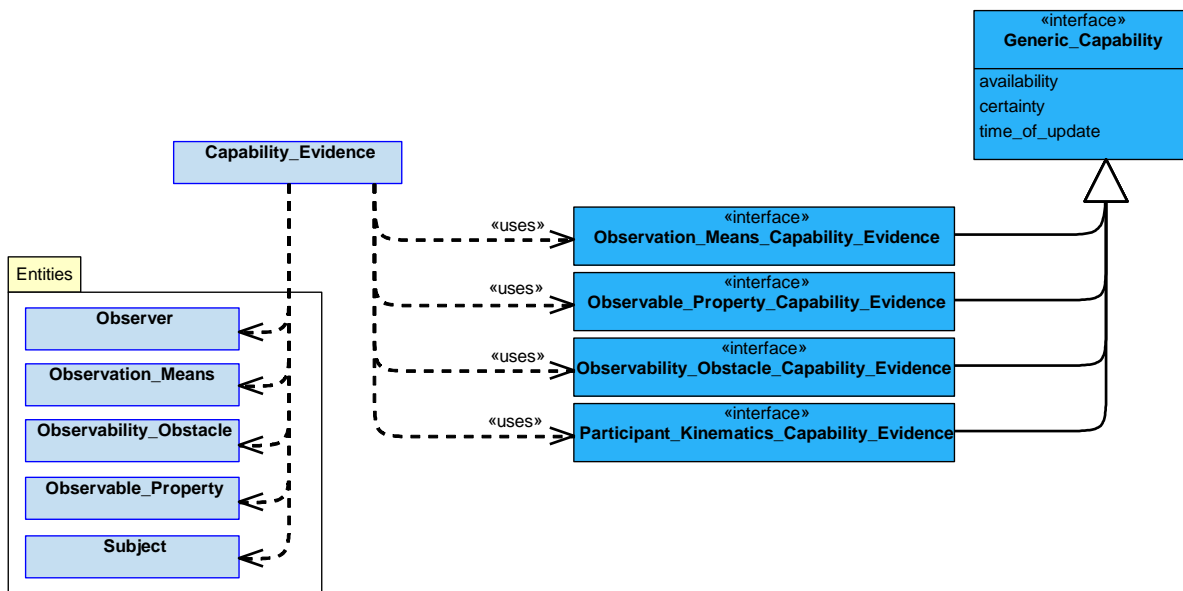 «interface»
Generic_Capability
availability
certainty
time_of_update
Capability_Evidence
«uses»
«interface»
Observation_Means_Capability_Evidence
«uses»
«interface»
Observable_Property_Capability_Evidence
«uses»
«interface»
Observability_Obstacle_Capability_Evidence
«uses»
«interface»
Participant_Kinematics_Capability_Evidence
Entities
Observer
Observation_Means
Observability_Obstacle
Observable_Property
Subject